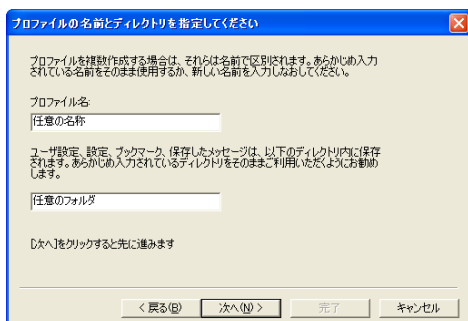 プロファイルの名前とディレクトリを指定してください
プロファイルを複数作成する場合は、それらは名前で区別されます。あらかじめ入力
されている名前をそのまま使用するか、新しい名前を入力しなおしてください。
プロファイル名:
任意の名称
ユーザ設定、設定、ブックマーク、保存したメッセージは、以下のディレクトリ内に保存
されます。あらかじめ入力されているディレクトリをそのままご利用いただくようにお勧め
します。
任意のフォルダ
[次へ]をクリックすると先に進みます
< 戻る(B)
次へ(N) >
完了
キャンセル